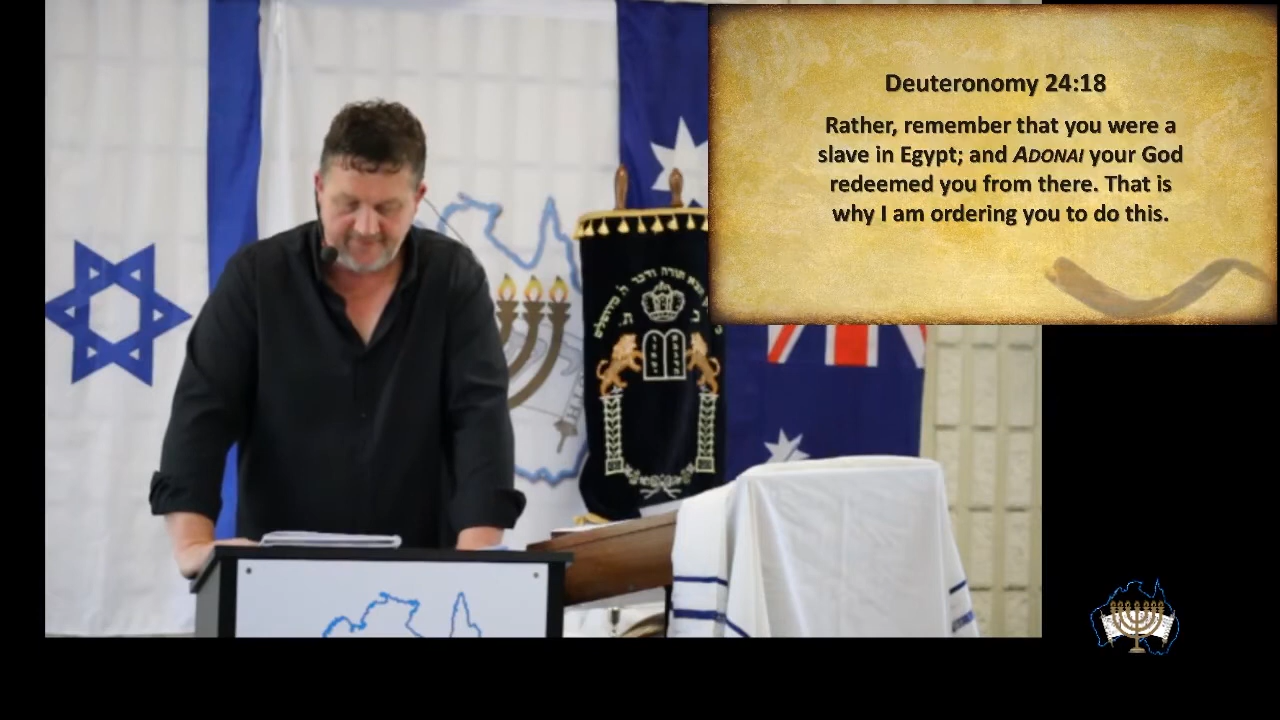 Deuteronomy 24:18
Rather, remember that you were a
slave in Egypt; and ADONAI your God
redeemed you from there. That is
why I am ordering you to do this.